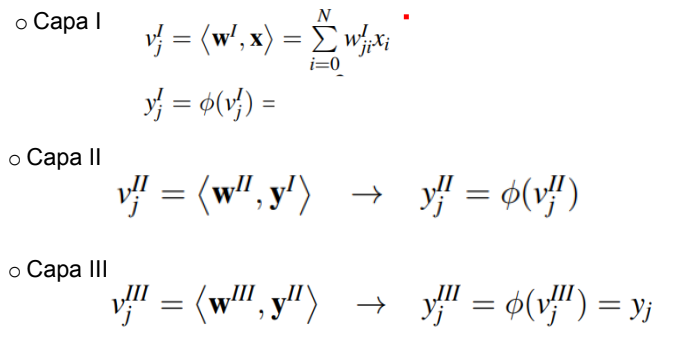 ○ Capa I v_j^I = ⟨w^I, x⟩ = ∑_{i=0}^{N} w_{ji}^I x_i
y_j^I = ϕ(v_j^I) =
○ Capa II
v_j^{II} = ⟨w^{II}, y^I⟩ → y_j^{II} = ϕ(v_j^{II})
○ Capa III
v_j^{III} = ⟨w^{III}, y^{II}⟩ → y_j^{III} = ϕ(v_j^{III}) = y_j